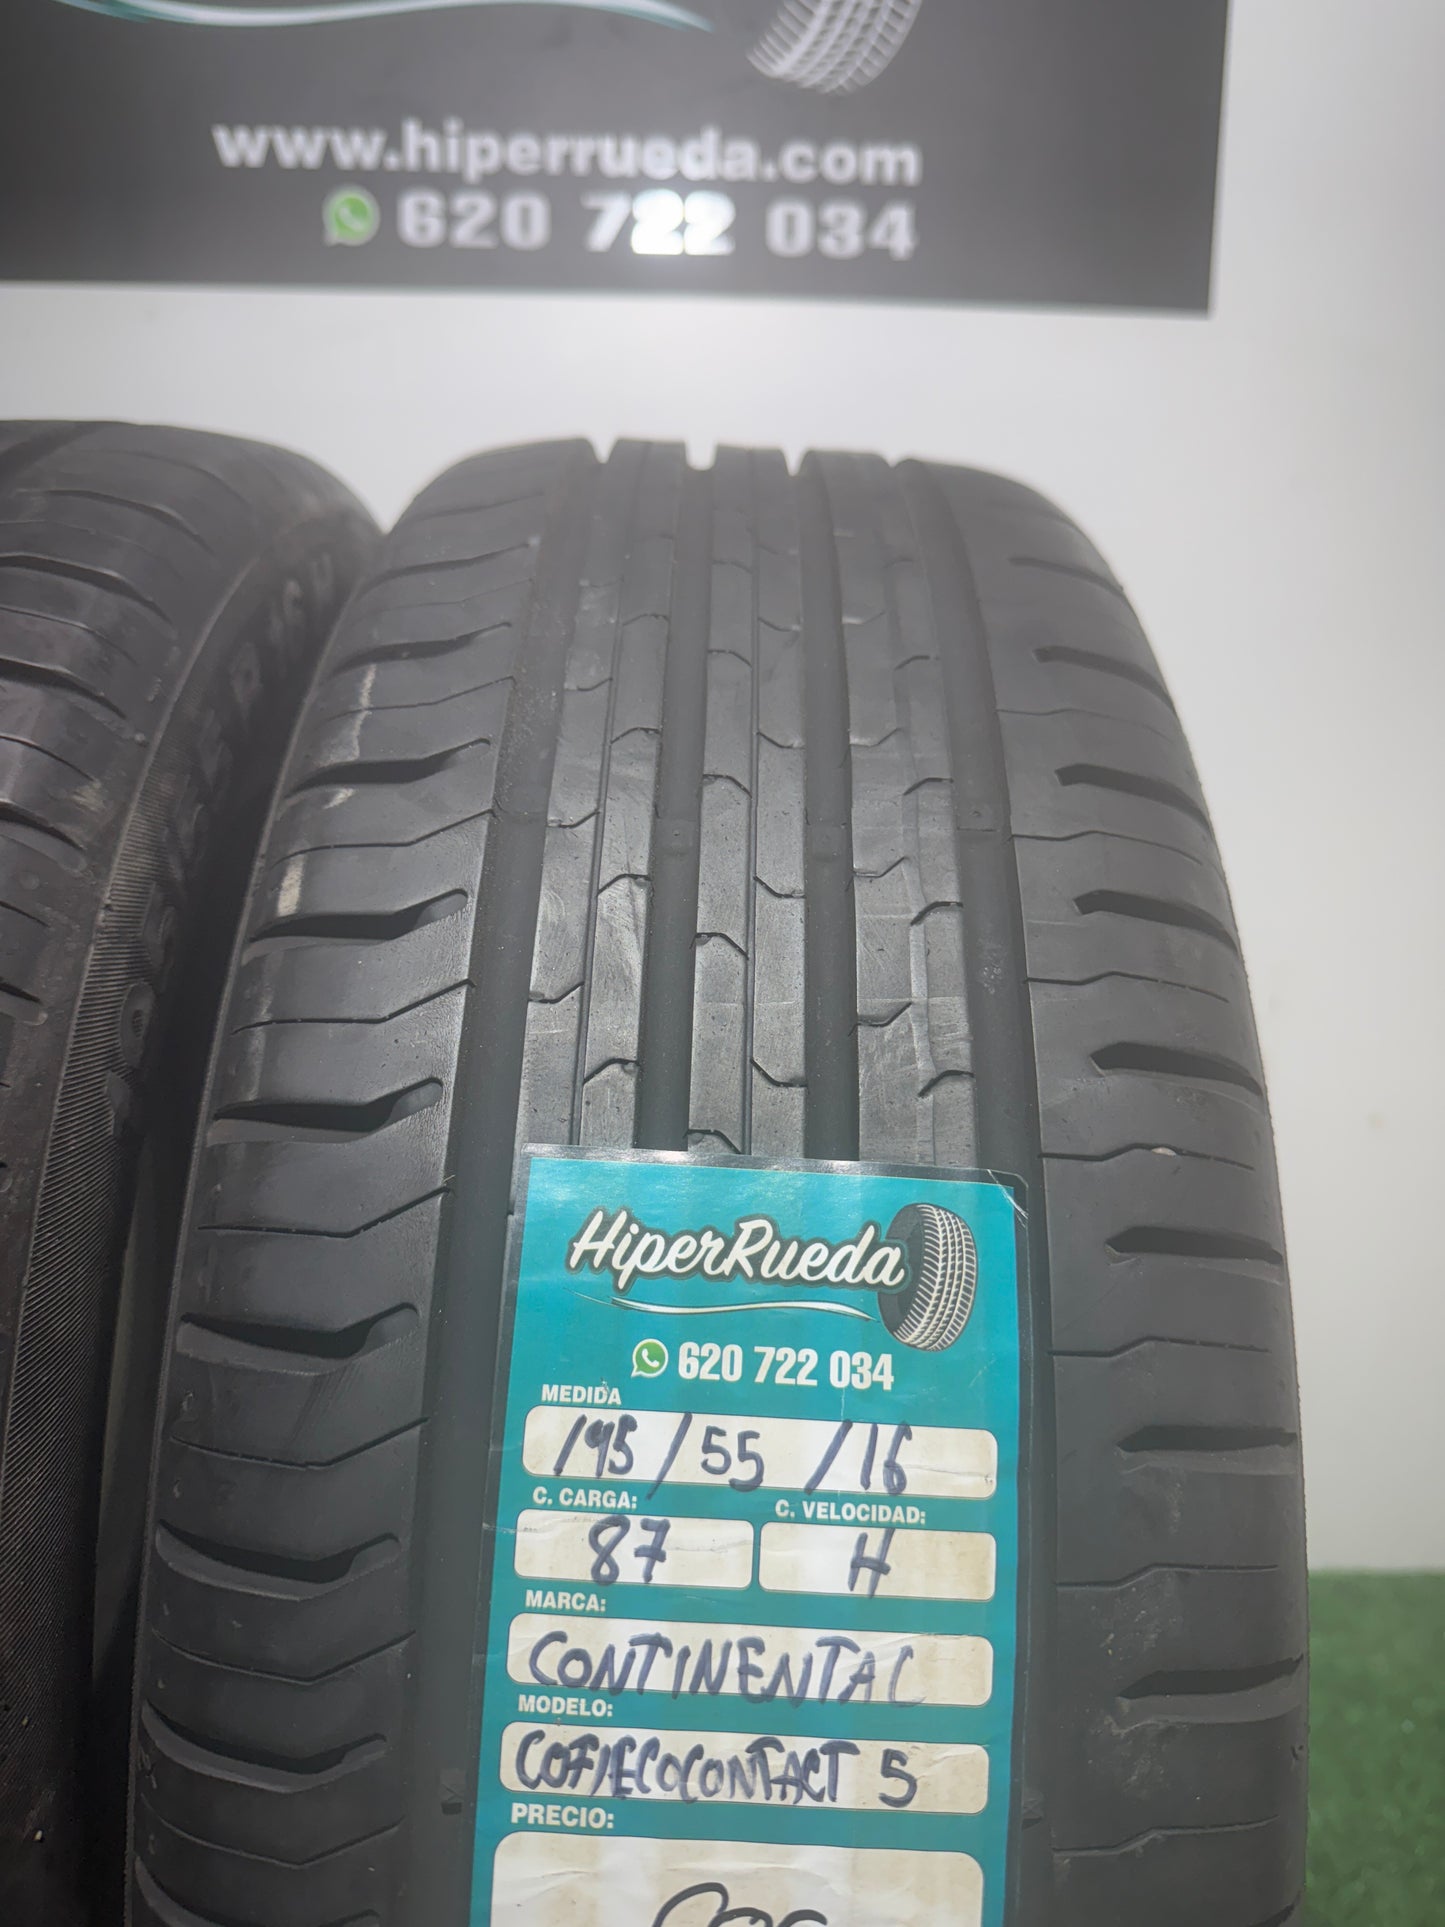 www.hiperrueda.com
620 722 034
HiperRueda
620 722 034
MEDIDA
195/55/16
C. CARGA: C. VELOCIDAD:
87 H
MARCA:
CONTINENTAL
MODELO:
COFIECOCONTACT 5
PRECIO: